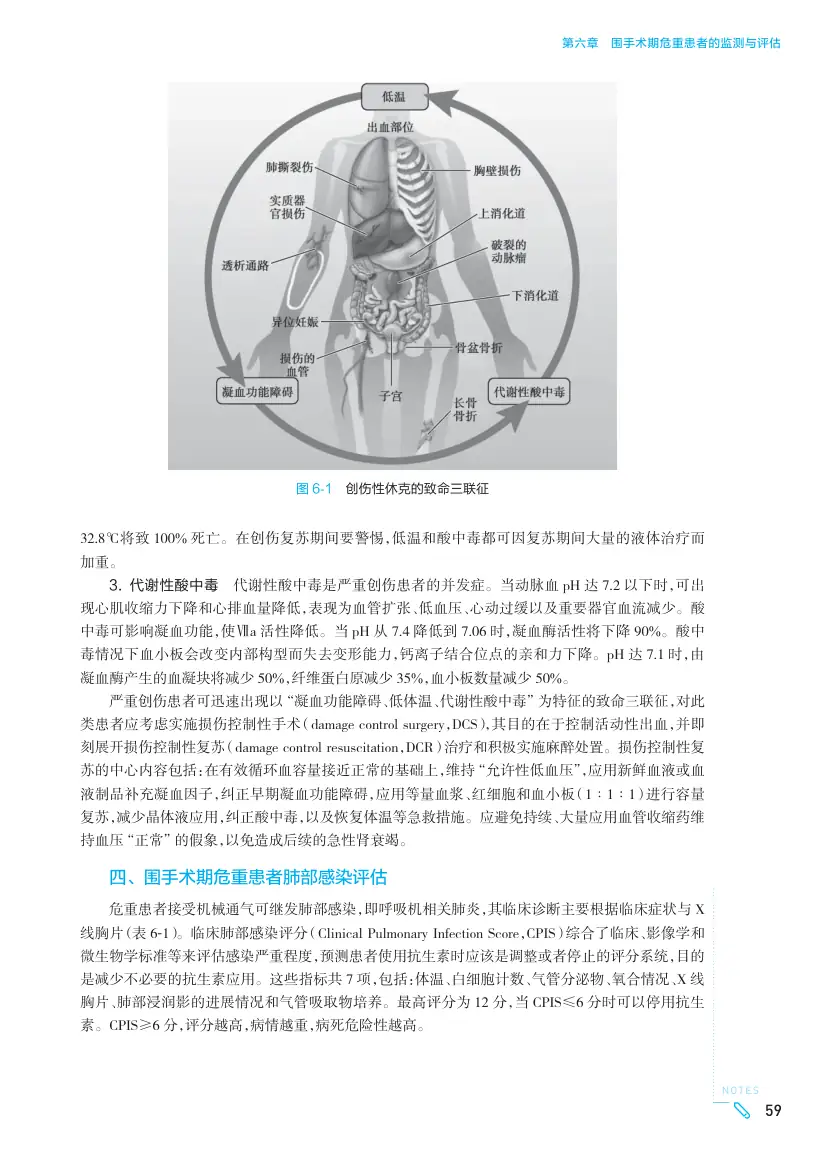 第六章 围手术期危重患者的监测与评估
低温
出血部位
肺撕裂伤
胸壁损伤
实质器
官损伤
上消化道
破裂的
动脉瘤
透析通路
下消化道
异位妊娠
骨盆骨折
损伤的
血管
凝血功能障碍
子宫
代谢性酸中毒
长骨
骨折
图 6-1 创伤性休克的致命三联征
32.8℃将致 100% 死亡。在创伤复苏期间要警惕,低温和酸中毒都可因复苏期间大量的液体治疗而
加重。
3. 代谢性酸中毒 代谢性酸中毒是严重创伤患者的并发症。当动脉血 pH 达 7.2 以下时,可出
现心肌收缩力下降和心排血量降低,表现为血管扩张、低血压、心动过缓以及重要器官血流减少。酸
中毒可影响凝血功能,使Ⅶa 活性降低。当 pH 从 7.4 降低到 7.06 时,凝血酶活性将下降 90%。酸中
毒情况下血小板会改变内部构型而失去变形能力,钙离子结合位点的亲和力下降。pH 达 7.1 时,由
凝血酶产生的血凝块将减少 50%,纤维蛋白原减少 35%,血小板数量减少 50%。
严重创伤患者可迅速出现以“凝血功能障碍、低体温、代谢性酸中毒”为特征的致命三联征,对此
类患者应考虑实施损伤控制性手术(damage control surgery,DCS),其目的在于控制活动性出血,并即
刻展开损伤控制性复苏(damage control resuscitation,DCR)治疗和积极实施麻醉处置。损伤控制性复
苏的中心内容包括:在有效循环血容量接近正常的基础上,维持“允许性低血压”,应用新鲜血液或血
液制品补充凝血因子,纠正早期凝血功能障碍,应用等量血浆、红细胞和血小板(1∶1∶1)进行容量
复苏,减少晶体液应用,纠正酸中毒,以及恢复体温等急救措施。应避免持续、大量应用血管收缩药维
持血压“正常”的假象,以免造成后续的急性肾衰竭。
四、围手术期危重患者肺部感染评估
危重患者接受机械通气可继发肺部感染,即呼吸机相关肺炎,其临床诊断主要根据临床症状与 X
线胸片(表 6-1)。临床肺部感染评分(Clinical Pulmonary Infection Score,CPIS)综合了临床、影像学和
微生物学标准等来评估感染严重程度,预测患者使用抗生素时应该是调整或者停止的评分系统,目的
是减少不必要的抗生素应用。这些指标共 7 项,包括:体温、白细胞计数、气管分泌物、氧合情况、X 线
胸片、肺部浸润影的进展情况和气管吸取物培养。最高评分为 12 分,当 CPIS≤6 分时可以停用抗生
素。CPIS≥6 分,评分越高,病情越重,病死危险性越高。
NOTES
59